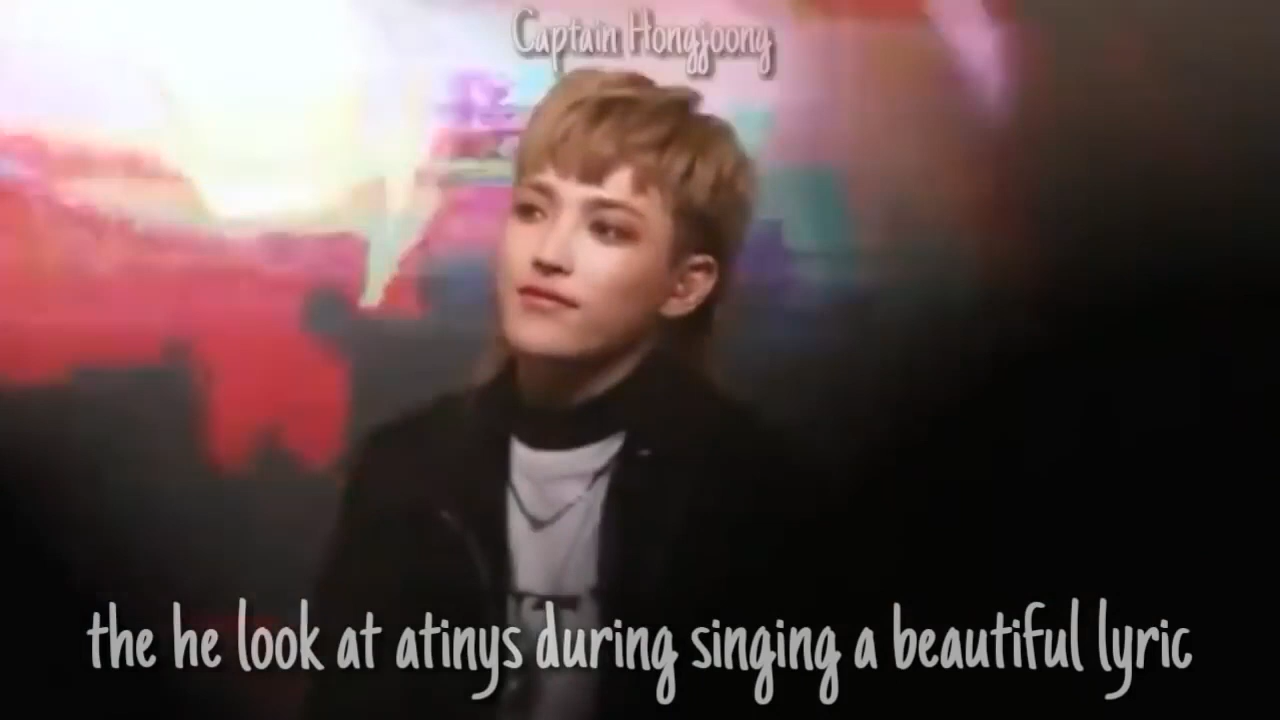 Captain Hongjoong
the he look at atinys during singing a beautiful lyric